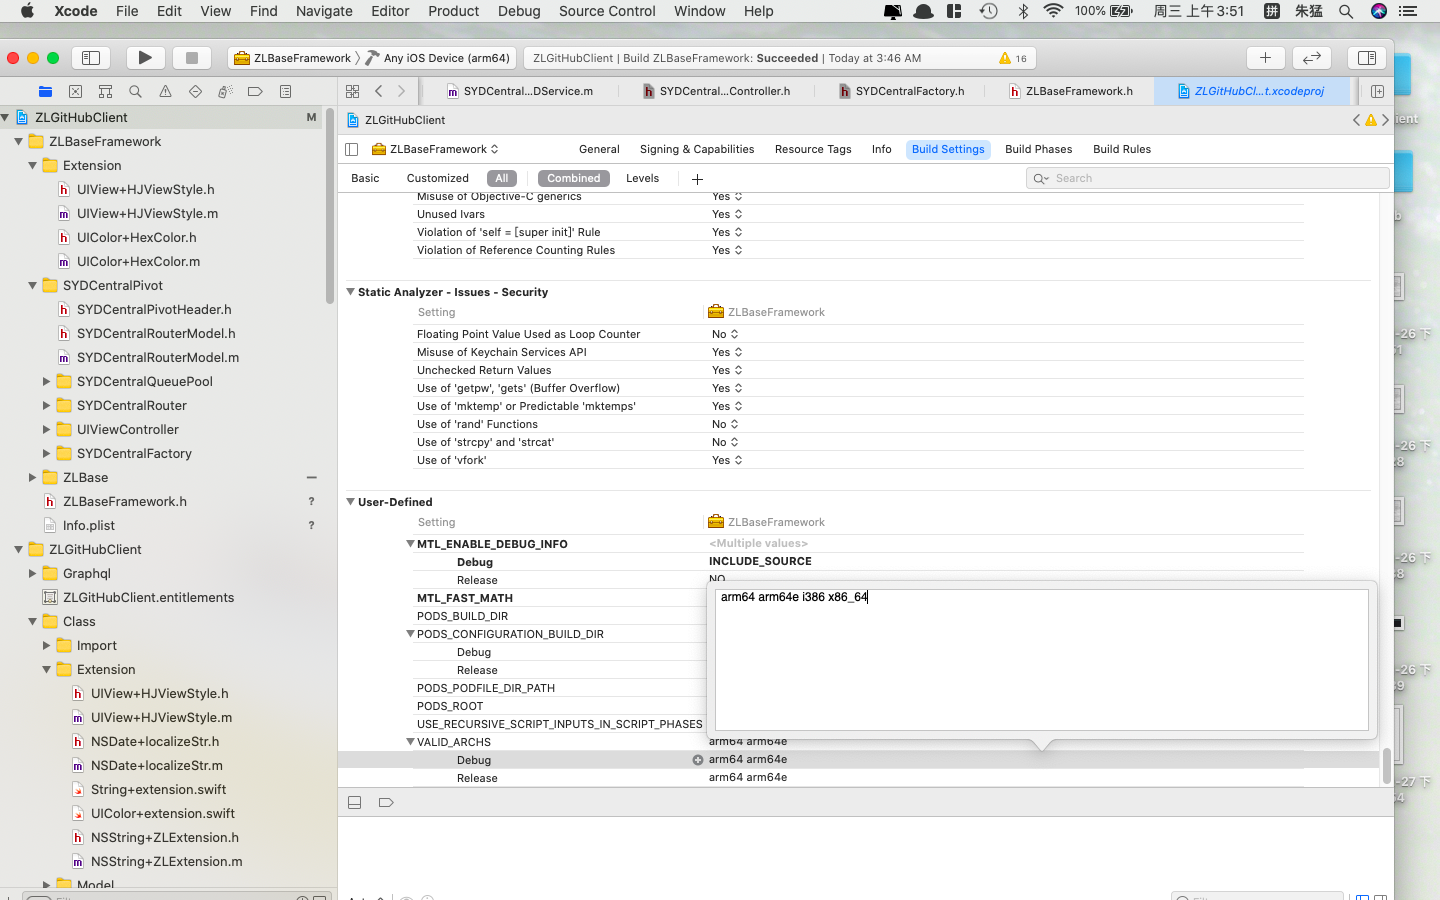 Xcode File Edit View Find Navigate Editor Product Debug Source Control Window Help 100% 周三 上午3:51 拼 朱猛
ZLBaseFramework Any iOS Device (arm64) ZLGitHubClient | Build ZLBaseFramework: Succeeded | Today at 3:46 AM 16
SYDCentral...DService.m SYDCentral...Controller.h SYDCentralFactory.h ZLBaseFramework.h ZLGitHubCl...t.xcodeproj
ZLGitHubClient
ZLBaseFramework General Signing & Capabilities Resource Tags Info Build Settings Build Phases Build Rules
Basic Customized All Combined Levels Search
ZLGitHubClient M
ZLBaseFramework
Extension
UIView+HJViewStyle.h
UIView+HJViewStyle.m
UIColor+HexColor.h
UIColor+HexColor.m
SYDCentralPivot
SYDCentralPivotHeader.h
SYDCentralRouterModel.h
SYDCentralRouterModel.m
SYDCentralQueuePool
SYDCentralRouter
UIViewController
SYDCentralFactory
ZLBase
ZLBaseFramework.h ?
Info.plist ?
ZLGitHubClient
Graphql
ZLGitHubClient.entitlements
Class
Import
Extension
UIView+HJViewStyle.h
UIView+HJViewStyle.m
NSDate+localizeStr.h
NSDate+localizeStr.m
String+extension.swift
UIColor+extension.swift
NSString+ZLExtension.h
NSString+ZLExtension.m
Model
Misuse of Objective-C generics Yes
Unused Ivars Yes
Violation of 'self = [super init]' Rule Yes
Violation of Reference Counting Rules Yes
Static Analyzer - Issues - Security
Setting ZLBaseFramework
Floating Point Value Used as Loop Counter No
Misuse of Keychain Services API Yes
Unchecked Return Values Yes
Use of 'getpw', 'gets' (Buffer Overflow) Yes
Use of 'mktemp' or Predictable 'mktemps' Yes
Use of 'rand' Functions No
Use of 'strcpy' and 'strcat' No
Use of 'vfork' Yes
User-Defined
Setting ZLBaseFramework
MTL_ENABLE_DEBUG_INFO <Multiple values>
Debug INCLUDE_SOURCE
Release NO
MTL_FAST_MATH
PODS_BUILD_DIR
PODS_CONFIGURATION_BUILD_DIR
Debug
Release
PODS_PODFILE_DIR_PATH
PODS_ROOT
USE_RECURSIVE_SCRIPT_INPUTS_IN_SCRIPT_PHASES
VALID_ARCHS arm64 arm64e
Debug arm64 arm64e
Release arm64 arm64e
arm64 arm64e i386 x86_64
-26 下
-26 下
-26 下
-26 下
-27 下